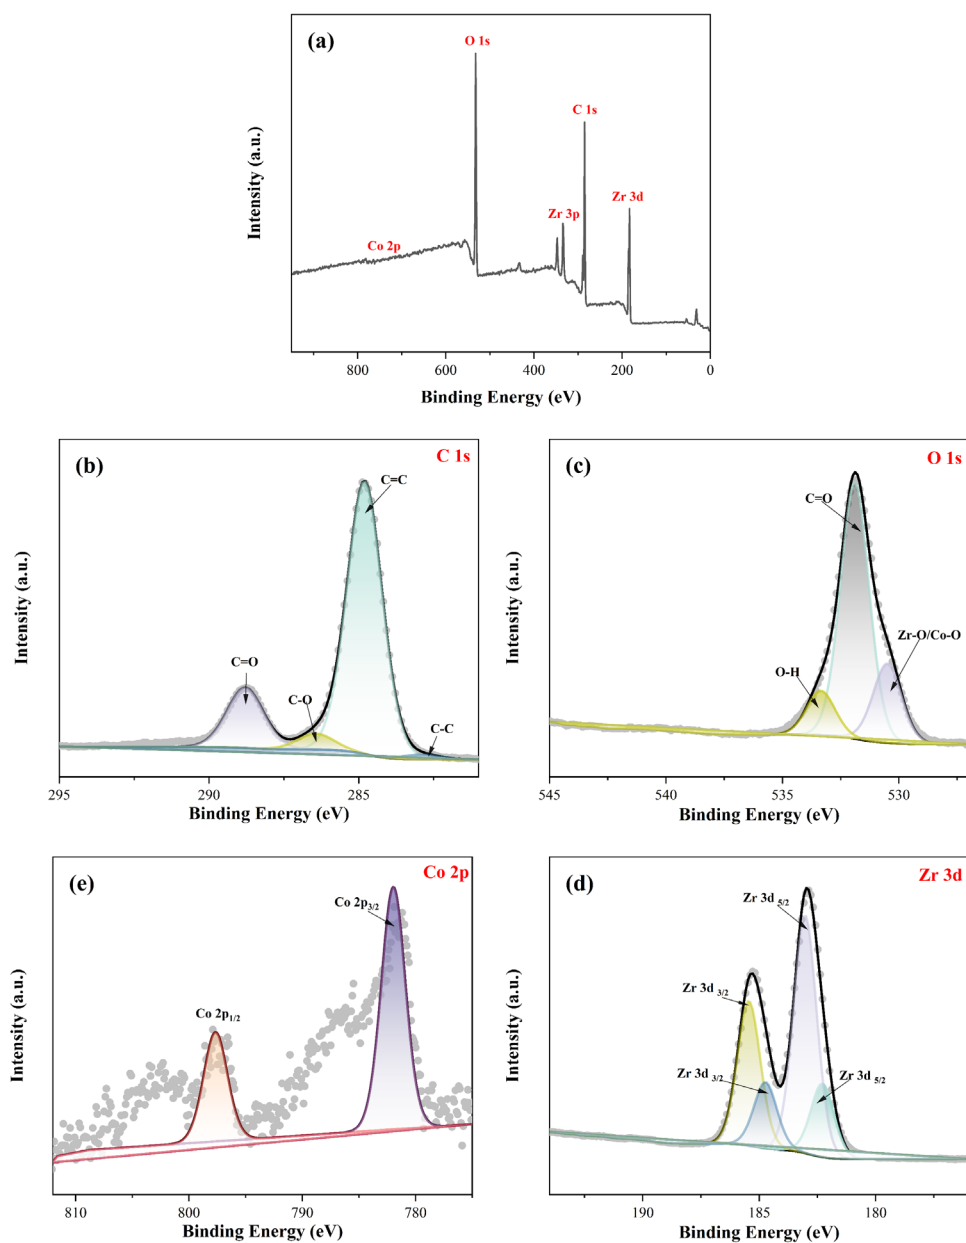 (a)
O 1s
C 1s
Zr 3d
Zr 3p
Co 2p
Intensity (a.u.)
800 600 400 200 0
Binding Energy (eV)
(b)
C 1s
C=C
C=O
C-O
C-C
Intensity (a.u.)
295 290 285
Binding Energy (eV)
(c)
O 1s
C=O
Zr-O/Co-O
O-H
Intensity (a.u.)
545 540 535 530
Binding Energy (eV)
(e)
Co 2p
Co 2p3/2
Co 2p1/2
Intensity (a.u.)
810 800 790 780
Binding Energy (eV)
(d)
Zr 3d
Zr 3d 5/2
Zr 3d 3/2
Zr 3d 3/2
Zr 3d 5/2
Intensity (a.u.)
190 185 180
Binding Energy (eV)